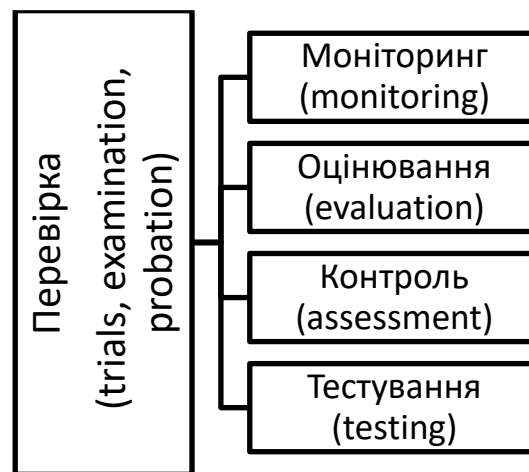 Перевірка
(trials, examination,
probation)
Моніторинг
(monitoring)
Оцінювання
(evaluation)
Контроль
(assessment)
Тестування
(testing)